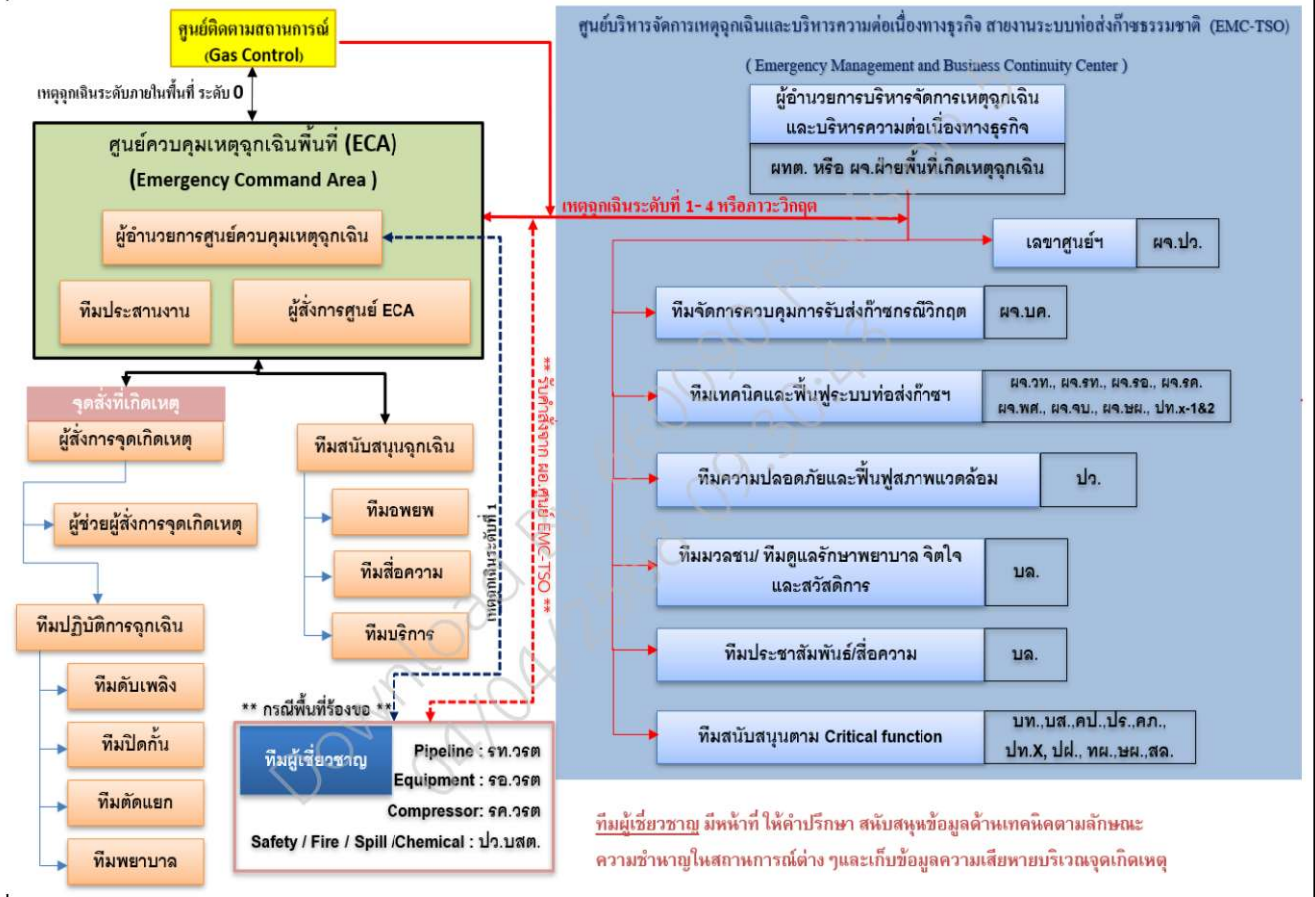 ศูนย์ติดตามสถานการณ์
(Gas Control)
เหตุฉุกเฉินระดับภายในพื้นที่ ระดับ 0
ศูนย์ควบคุมเหตุฉุกเฉินพื้นที่ (ECA)
(Emergency Command Area )
ผู้อำนวยการศูนย์ควบคุมเหตุฉุกเฉิน
ทีมประสานงาน
ผู้สั่งการศูนย์ ECA
จุดสั่งที่เกิดเหตุ
ผู้สั่งการจุดเกิดเหตุ
ผู้ช่วยผู้สั่งการจุดเกิดเหตุ
ทีมปฏิบัติการฉุกเฉิน
ทีมดับเพลิง
ทีมปิดกั้น
ทีมตัดแยก
ทีมพยาบาล
ทีมสนับสนุนฉุกเฉิน
ทีมอพยพ
ทีมสื่อความ
ทีมบริการ
เหตุฉุกเฉินระดับที่ 1
** รับคำสั่งจาก ผอ.ศูนย์ EMC-TSO **
** กรณีพื้นที่ร้องขอ **
ทีมผู้เชี่ยวชาญ
Pipeline : รท.วรต
Equipment : รอ.วรต
Compressor: รค.วรต
Safety / Fire / Spill /Chemical : ปว.บสต.
ศูนย์บริหารจัดการเหตุฉุกเฉินและบริหารความต่อเนื่องทางธุรกิจ สายงานระบบท่อส่งก๊าซธรรมชาติ (EMC-TSO)
( Emergency Management and Business Continuity Center )
ผู้อำนวยการบริหารจัดการเหตุฉุกเฉิน
และบริหารความต่อเนื่องทางธุรกิจ
ผทต. หรือ ผจ.ฝ่ายพื้นที่เกิดเหตุฉุกเฉิน
เหตุฉุกเฉินระดับที่ 1- 4 หรือภาวะวิกฤต
เลขาศูนย์ฯ
ผจ.ปว.
ทีมจัดการควบคุมการรับส่งก๊าซกรณีวิกฤต
ผจ.บค.
ทีมเทคนิคและฟื้นฟูระบบท่อส่งก๊าซฯ
ผจ.วท., ผจ.รท., ผจ.รอ., ผจ.รค.
ผจ.พศ., ผจ.จบ., ผจ.ษผ., ปท.x-1&2
ทีมความปลอดภัยและฟื้นฟูสภาพแวดล้อม
ปว.
ทีมมวลชน/ ทีมดูแลรักษาพยาบาล จิตใจ
และสวัสดิการ
บล.
ทีมประชาสัมพันธ์/สื่อความ
บล.
ทีมสนับสนุนตาม Critical function
บท.,บส.,คป.,ปร.,คภ.,
ปท.X, ปฝ., ทผ.,ษผ.,สล.
ทีมผู้เชี่ยวชาญ มีหน้าที่ ให้คำปรึกษา สนับสนุนข้อมูลด้านเทคนิคตามลักษณะ
ความชำนาญในสถานการณ์ต่าง ๆและเก็บข้อมูลความเสียหายบริเวณจุดเกิดเหตุ